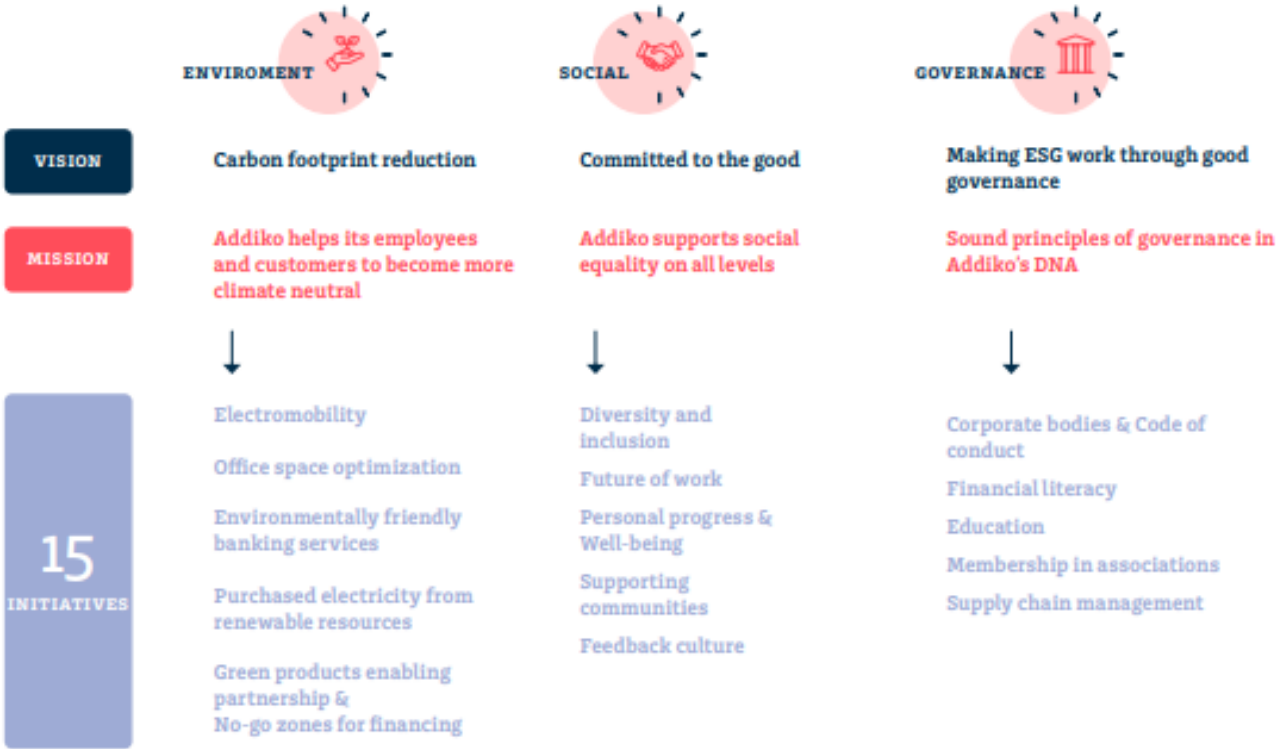 ENVIROMENT
SOCIAL
GOVERNANCE
VISION
Carbon footprint reduction
Committed to the good
Making ESG work through good
governance
MISSION
Addiko helps its employees
and customers to become more
climate neutral
Addiko supports social
equality on all levels
Sound principles of governance in
Addiko's DNA
15
INITIATIVES
Electromobility
Office space optimization
Environmentally friendly
banking services
Purchased electricity from
renewable resources
Green products enabling
partnership &
No-go zones for financing
Diversity and
inclusion
Future of work
Personal progress &
Well-being
Supporting
communities
Feedback culture
Corporate bodies & Code of
conduct
Financial literacy
Education
Membership in associations
Supply chain management